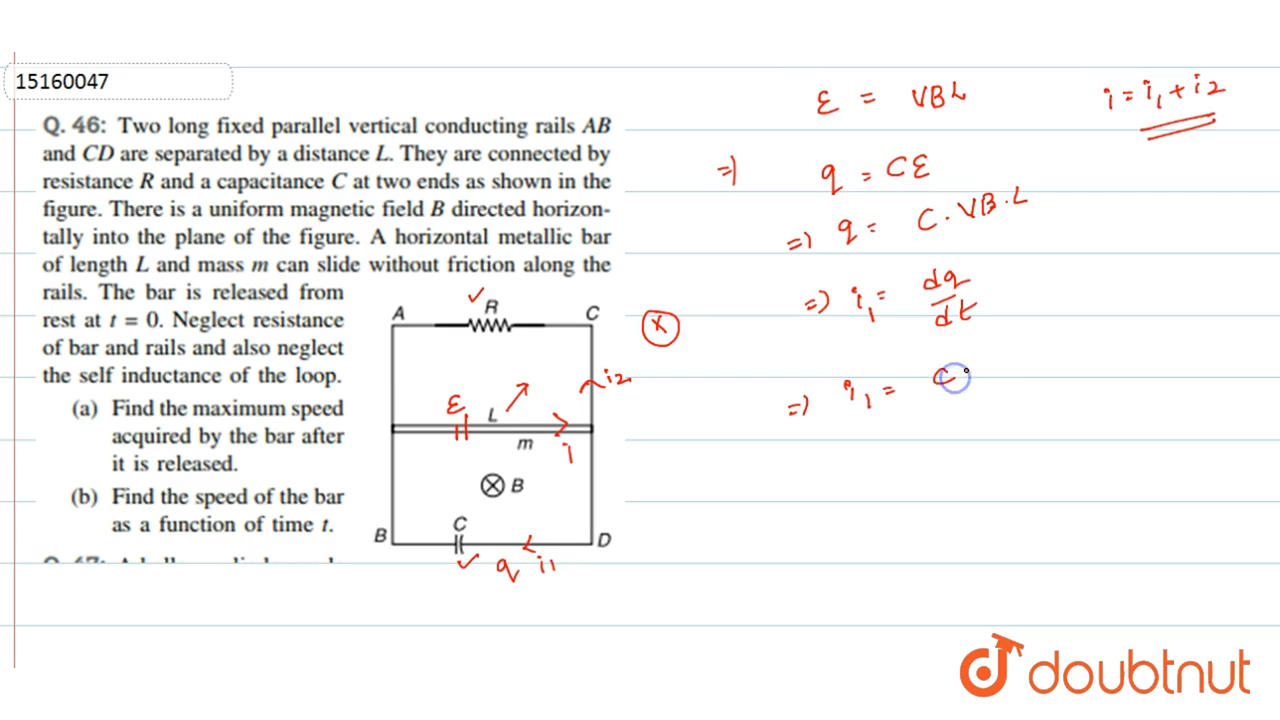 15160047
Q. 46: Two long fixed parallel vertical conducting rails AB
and CD are separated by a distance L. They are connected by
resistance R and a capacitance C at two ends as shown in the
figure. There is a uniform magnetic field B directed horizon-
tally into the plane of the figure. A horizontal metallic bar
of length L and mass m can slide without friction along the
rails. The bar is released from
rest at t = 0. Neglect resistance
of bar and rails and also neglect
the self inductance of the loop.
(a) Find the maximum speed
acquired by the bar after
it is released.
(b) Find the speed of the bar
as a function of time t.
A R C
X
i2
ε L
m i
B
C
B D
q i1
ε = VBL
i = i1 + i2
=) q = Cε
=) q = C. VB.L
=) i1 = dq
dt
=) i1 = C
doubtnut